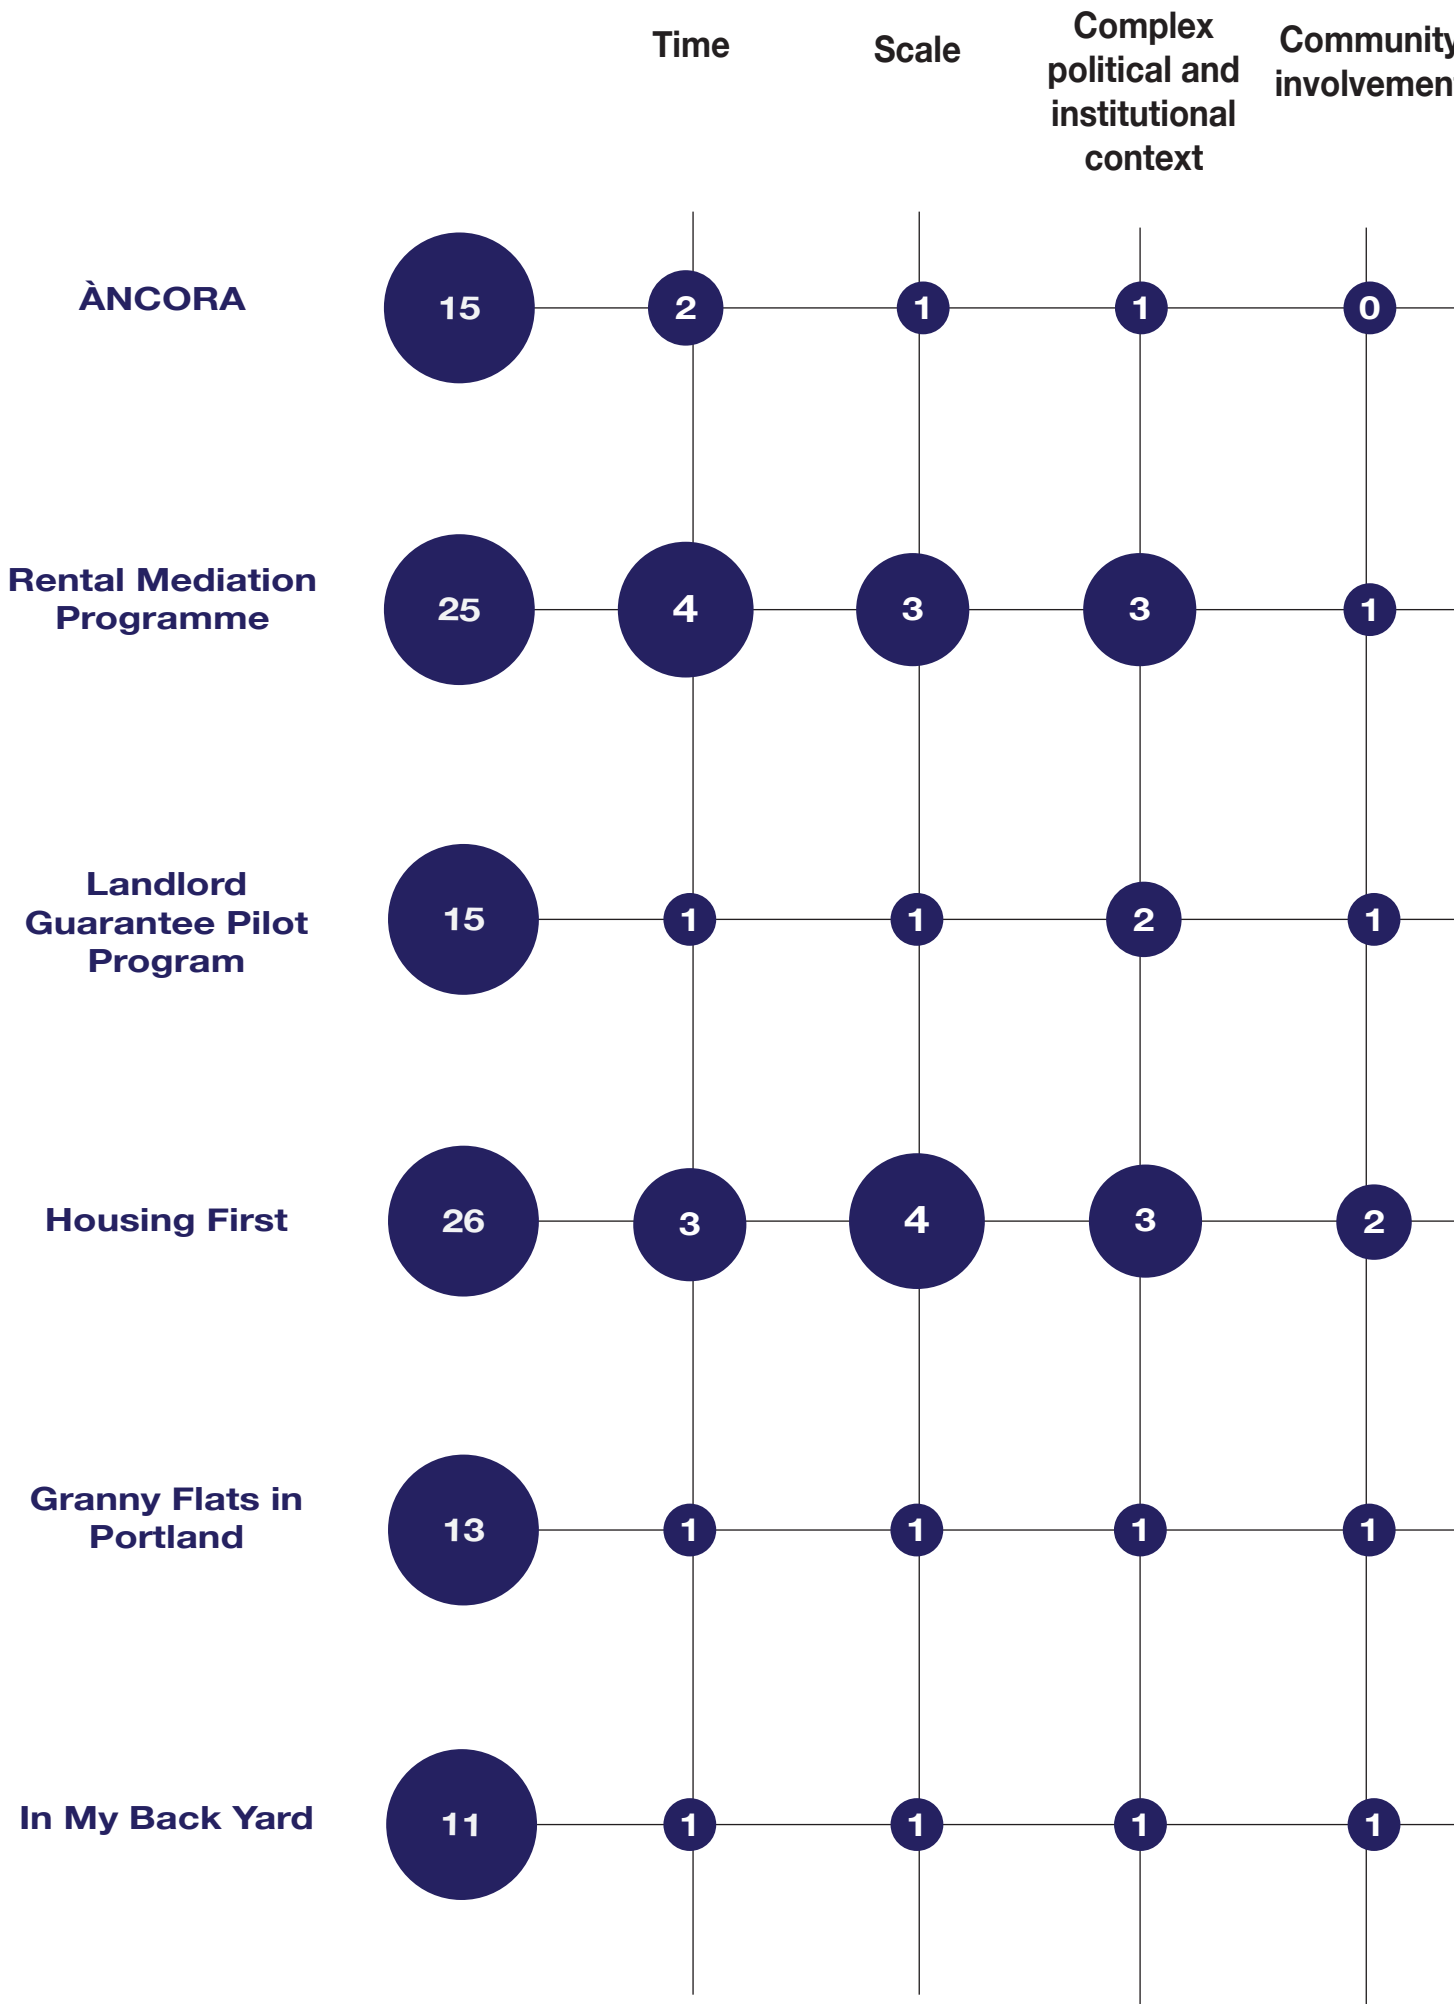 Time
Scale
Complex
political and
institutional
context
Community
involvement
ÀNCORA
15
2
1
1
0
Rental Mediation
Programme
25
4
3
3
1
Landlord
Guarantee Pilot
Program
15
1
1
2
1
Housing First
26
3
4
3
2
Granny Flats in
Portland
13
1
1
1
1
In My Back Yard
11
1
1
1
1